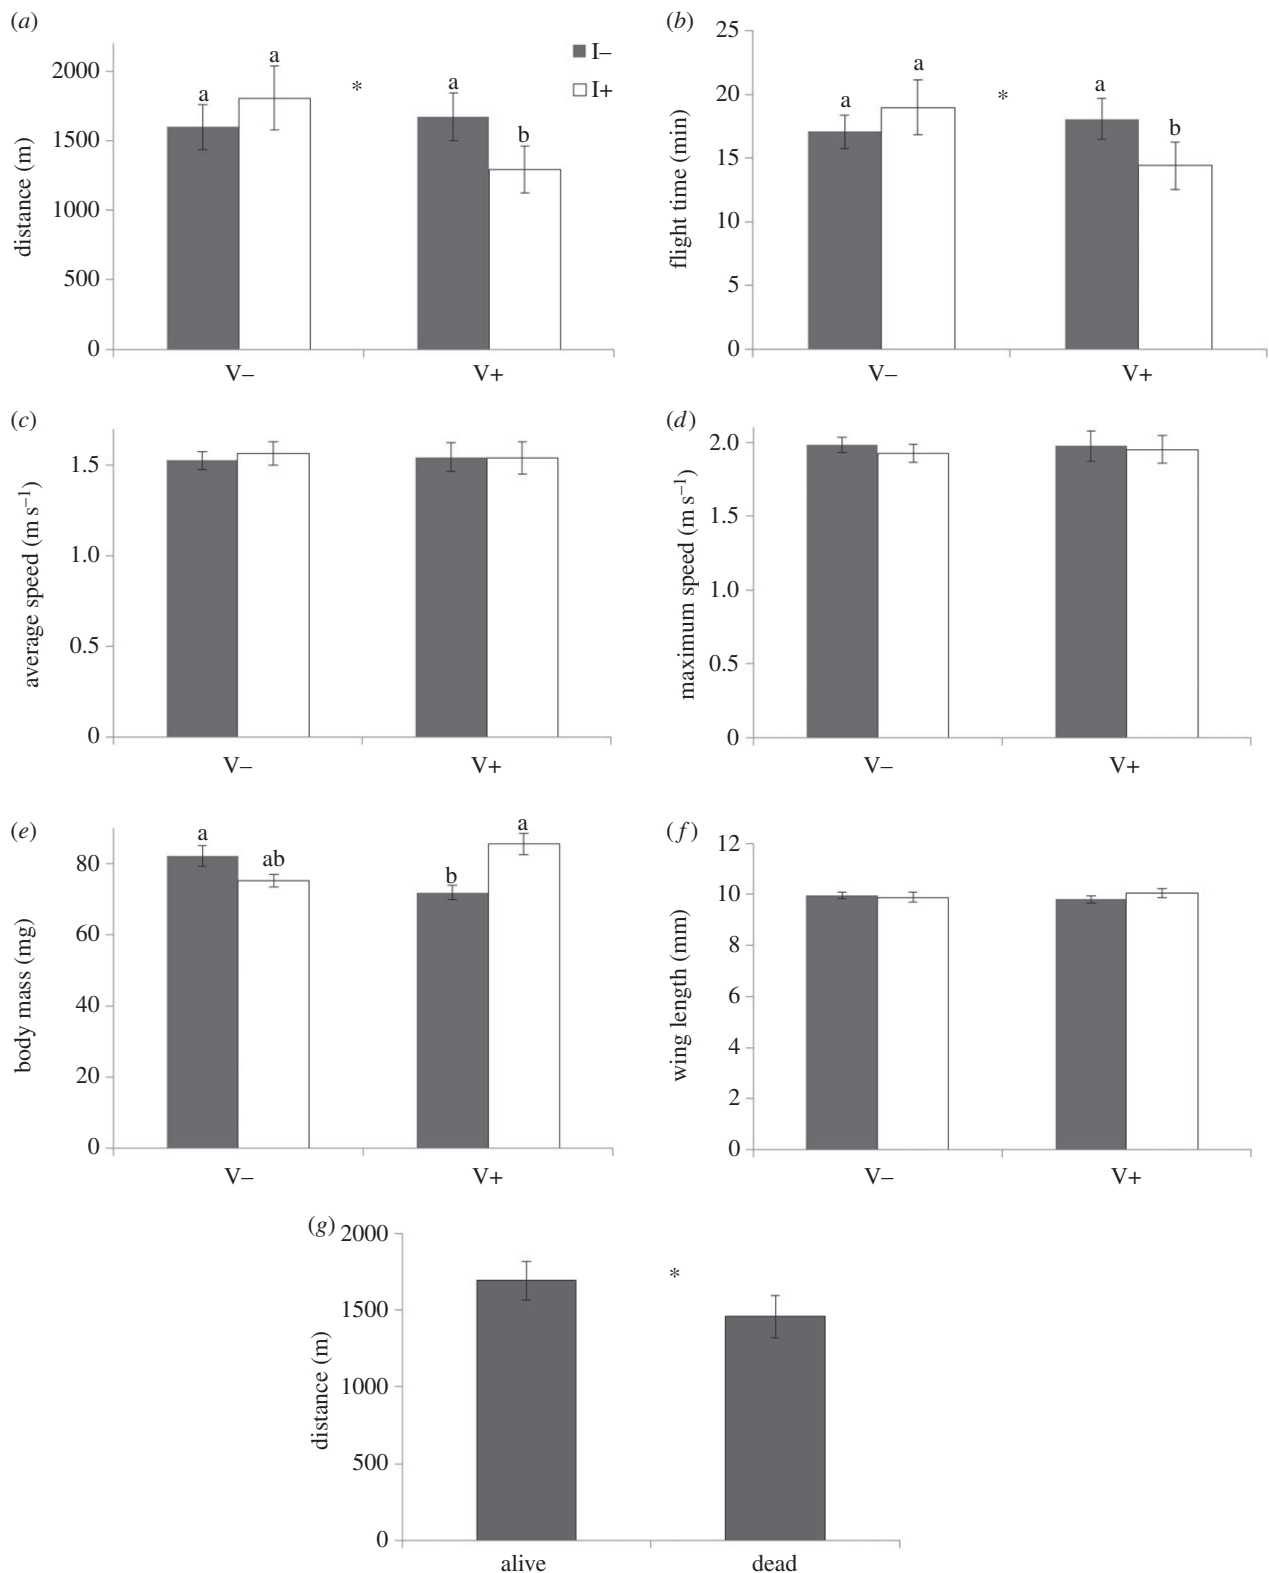 (a)
2000
1500
1000
500
0
distance (m)
a
a
*
a
b
I–
I+
V–
V+
(b)
25
20
15
10
5
0
flight time (min)
a
a
*
a
b
V–
V+
(c)
1.5
1.0
0.5
0
average speed (m s⁻¹)
V–
V+
(d)
2.0
1.5
1.0
0.5
0
maximum speed (m s⁻¹)
V–
V+
(e)
80
60
40
20
0
body mass (mg)
a
ab
b
a
V–
V+
(f)
12
10
8
6
4
2
0
wing length (mm)
V–
V+
(g)
2000
1500
1000
500
0
distance (m)
*
alive
dead